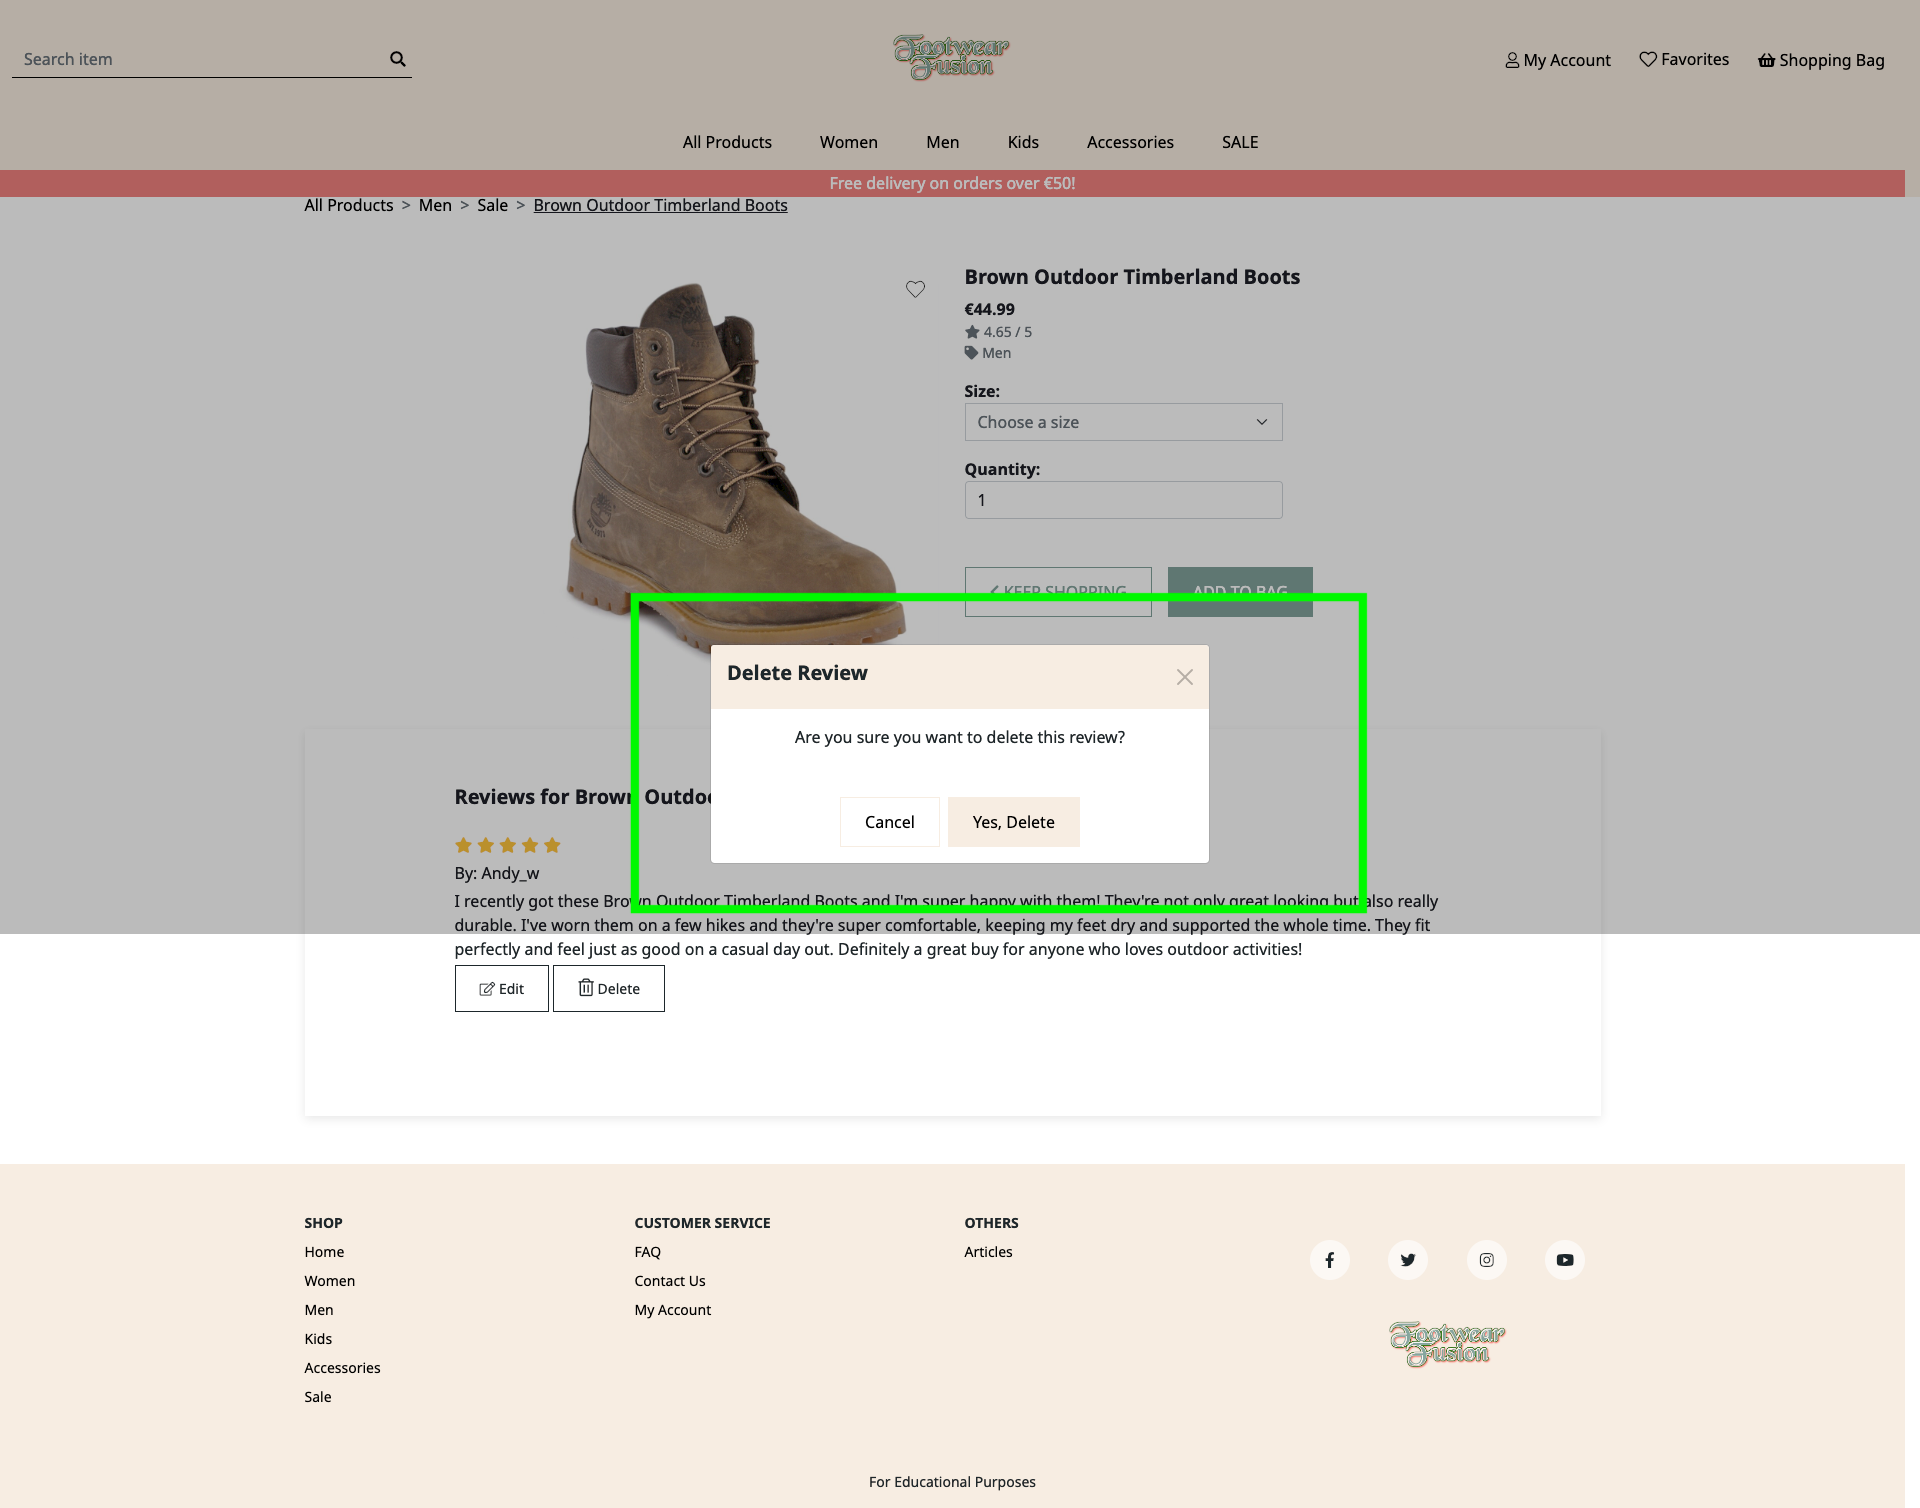 Search item
Footwear
Fusion
My Account
Favorites
Shopping Bag
All Products
Women
Men
Kids
Accessories
SALE
Free delivery on orders over €50!
All Products > Men > Sale > Brown Outdoor Timberland Boots
Brown Outdoor Timberland Boots
€44.99
4.65 / 5
Men
Size:
Choose a size
Quantity:
1
KEEP SHOPPING
ADD TO BAG
Delete Review
Are you sure you want to delete this review?
Cancel
Yes, Delete
Reviews for Brown Outdoo
By: Andy_w
I recently got these Brown Outdoor Timberland Boots and I'm super happy with them! They're not only great looking but also really
durable. I've worn them on a few hikes and they're super comfortable, keeping my feet dry and supported the whole time. They fit
perfectly and feel just as good on a casual day out. Definitely a great buy for anyone who loves outdoor activities!
Edit
Delete
SHOP
Home
Women
Men
Kids
Accessories
Sale
CUSTOMER SERVICE
FAQ
Contact Us
My Account
OTHERS
Articles
Footwear
Fusion
For Educational Purposes